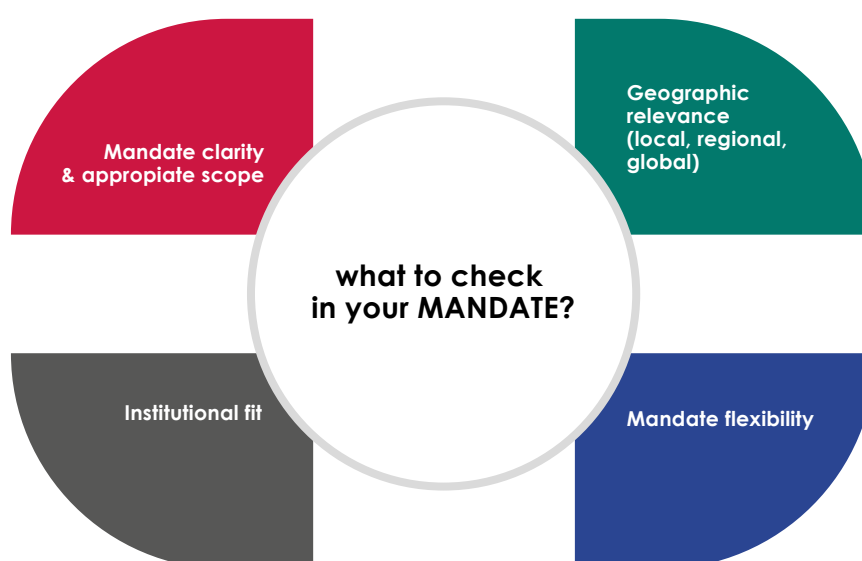 Mandate clarity
& appropiate scope
Geographic
relevance
(local, regional,
global)
what to check
in your MANDATE?
Institutional fit
Mandate flexibility